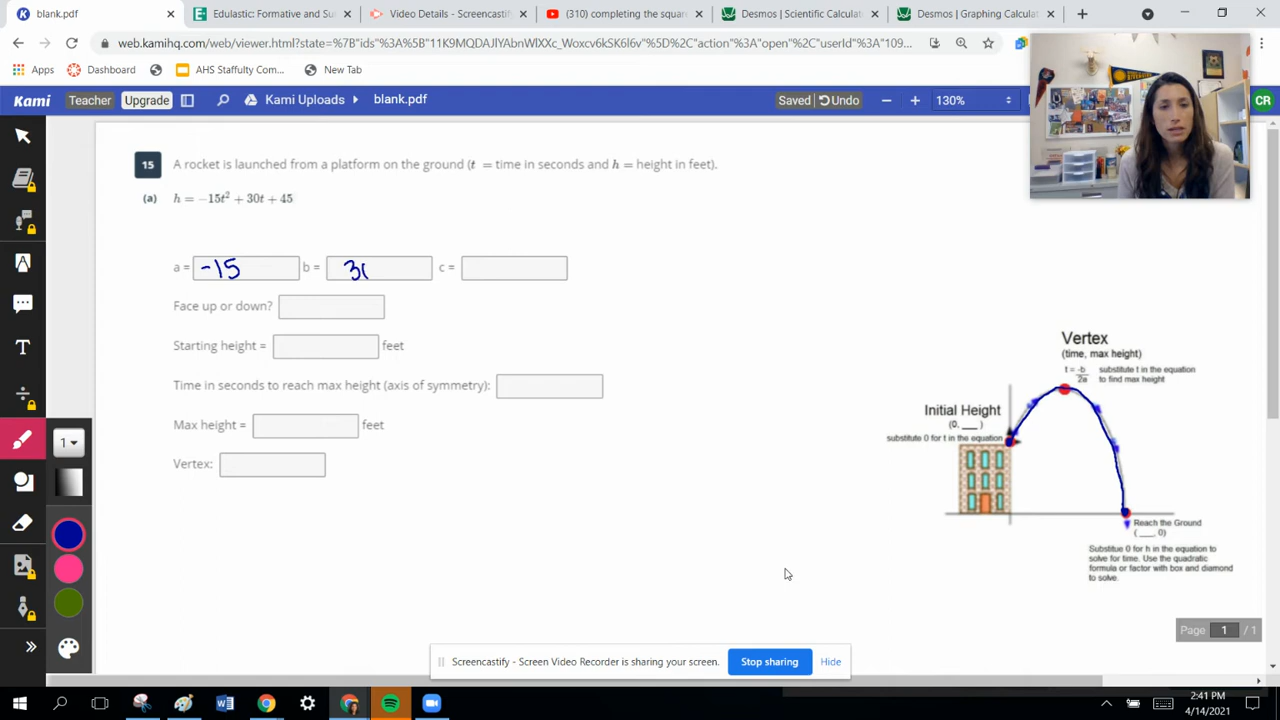 blank.pdf
Edulastic: Formative and Su
Video Details - Screencastif
(310) completing the squar
Desmos | Scientific Calculat
Desmos | Graphing Calculat
web.kamihq.com/web/viewer.html?state=%7B"ids"%3A%5B"11K9MQDAJlYAbnWlXXc_Woxcv6kSK6l6v"%5D%2C"action"%3A"open"%2C"userId"%3A"109...
Apps
Dashboard
AHS Staffulty Com...
New Tab
Kami
Teacher
Upgrade
Kami Uploads
blank.pdf
Saved
Undo
130%
CR
15 A rocket is launched from a platform on the ground (t = time in seconds and h = height in feet).
(a) h = −15t² + 30t + 45
a = -15 b = 30 c =
Face up or down?
Starting height = feet
Time in seconds to reach max height (axis of symmetry):
Max height = feet
Vertex:
Vertex
(time, max height)
t = -b/2a substitute t in the equation
to find max height
Initial Height
(0, ___ )
substitute 0 for t in the equation
Reach the Ground
( ___, 0)
Substitue 0 for h in the equation to
solve for time. Use the quadratic
formula or factor with box and diamond
to solve.
1
Page 1 / 1
Screencastify - Screen Video Recorder is sharing your screen.
Stop sharing
Hide
2:41 PM
4/14/2021